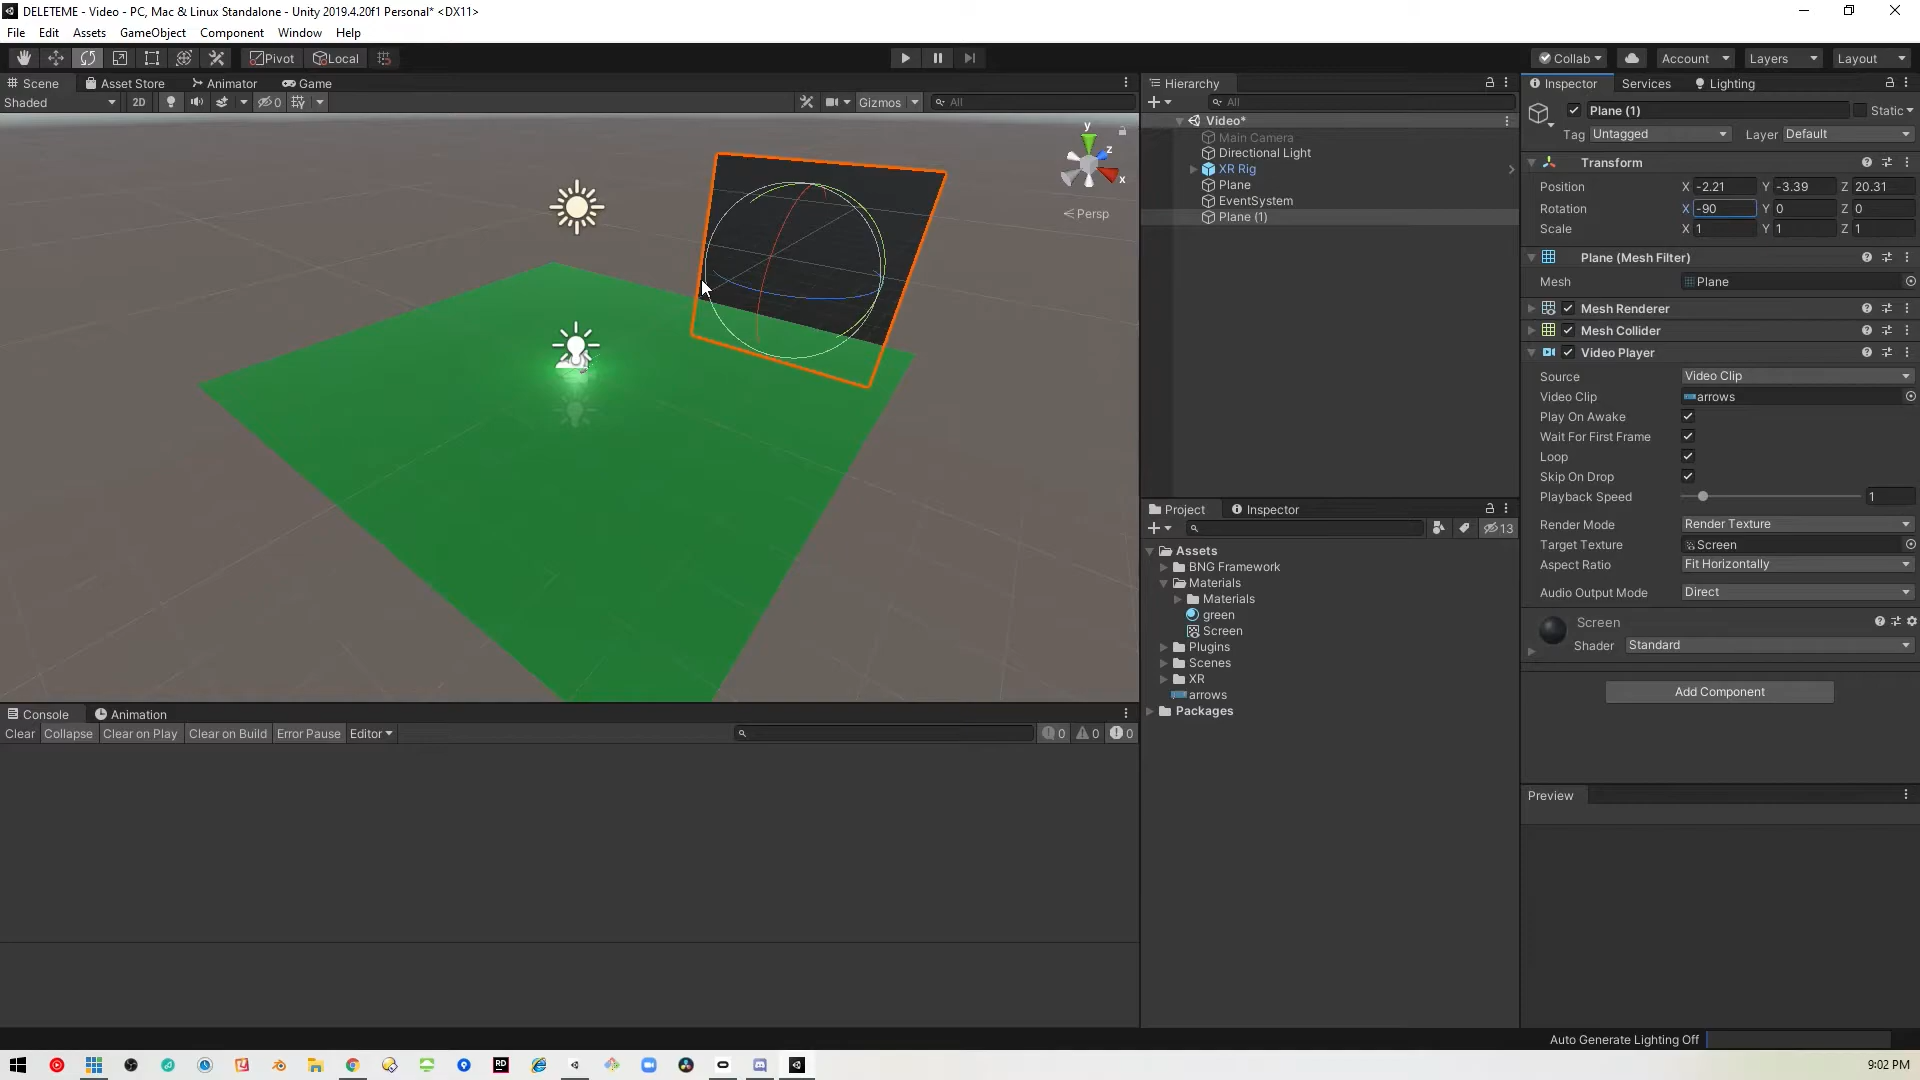 DELETEME - Video - PC, Mac & Linux Standalone - Unity 2019.4.20f1 Personal* <DX11>
File Edit Assets GameObject Component Window Help
Pivot Local Collab Account Layers Layout
Scene Asset Store Animator Game
Shaded 2D 0 Gizmos All
y
z
x
Persp
Hierarchy
All
Video*
Main Camera
Directional Light
XR Rig
Plane
EventSystem
Plane (1)
Project Inspector
13
Assets
BNG Framework
Materials
Materials
green
Screen
Plugins
Scenes
XR
arrows
Packages
Inspector Services Lighting
Plane (1) Static
Tag Untagged Layer Default
Transform
Position X -2.21 Y -3.39 Z 20.31
Rotation X -90 Y 0 Z 0
Scale X 1 Y 1 Z 1
Plane (Mesh Filter)
Mesh Plane
Mesh Renderer
Mesh Collider
Video Player
Source Video Clip
Video Clip arrows
Play On Awake
Wait For First Frame
Loop
Skip On Drop
Playback Speed 1
Render Mode Render Texture
Target Texture Screen
Aspect Ratio Fit Horizontally
Audio Output Mode Direct
Screen
Shader Standard
Add Component
Preview
Console Animation
Clear Collapse Clear on Play Clear on Build Error Pause Editor 0 0 0
Auto Generate Lighting Off
RD
9:02 PM